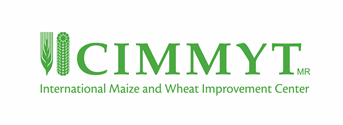 CIMMYT MR
International Maize and Wheat Improvement Center